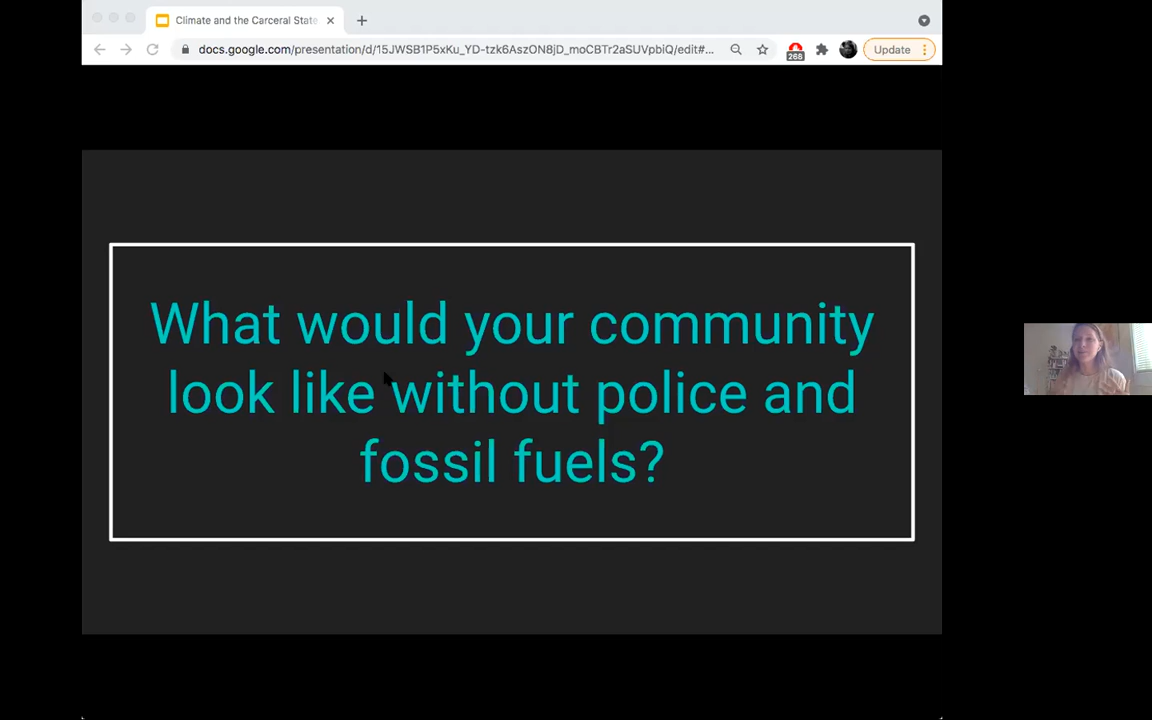 Climate and the Carceral State
docs.google.com/presentation/d/15JWSB1P5xKu_YD-tzk6AszON8jD_moCBTr2aSUVpbiQ/edit#...
268
Update
What would your community
look like without police and
fossil fuels?